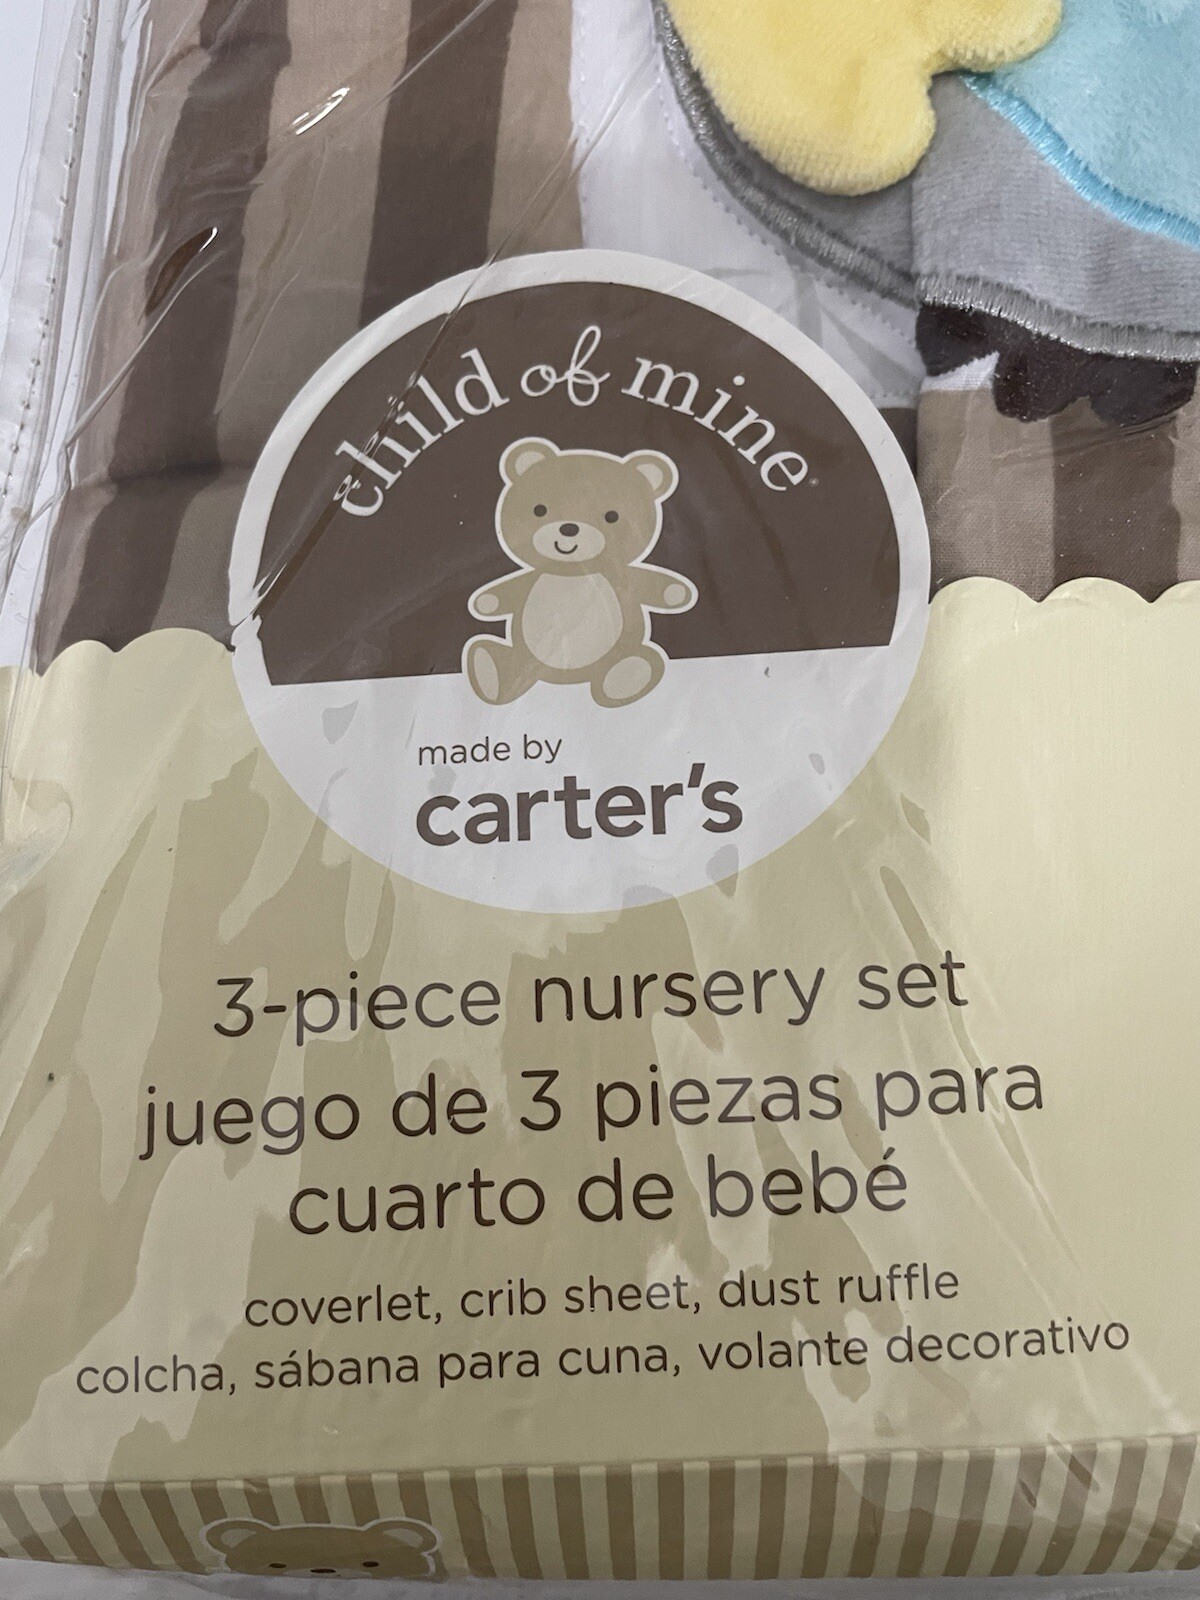 child of mine
made by
carter's
3-piece nursery set
juego de 3 piezas para
cuarto de bebé
coverlet, crib sheet, dust ruffle
colcha, sábana para cuna, volante decorativo